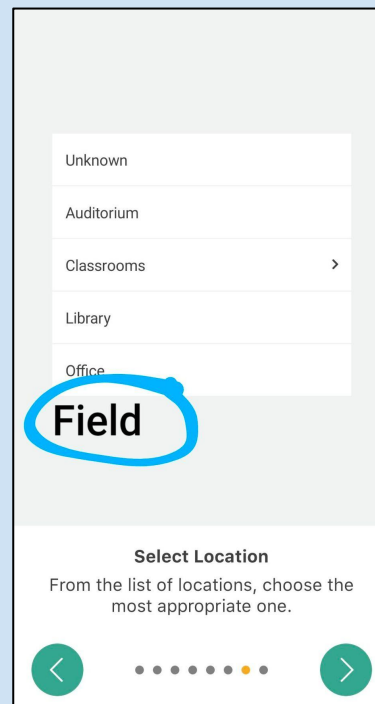 Unknown
Auditorium
Classrooms
Library
Office
Field
Select Location
From the list of locations, choose the
most appropriate one.